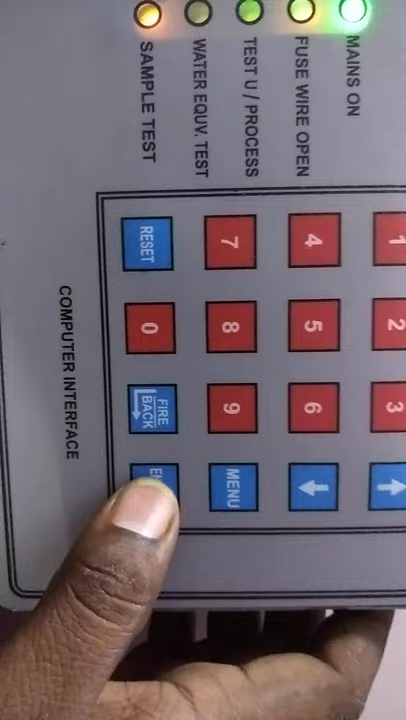 MAINS ON
FUSE WIRE OPEN
TEST U / PROCESS
WATER EQUV. TEST
SAMPLE TEST
1 2 3
4 5 6
7 8 9 MENU
RESET 0 FIRE
BACK
COMPUTER INTERFACE